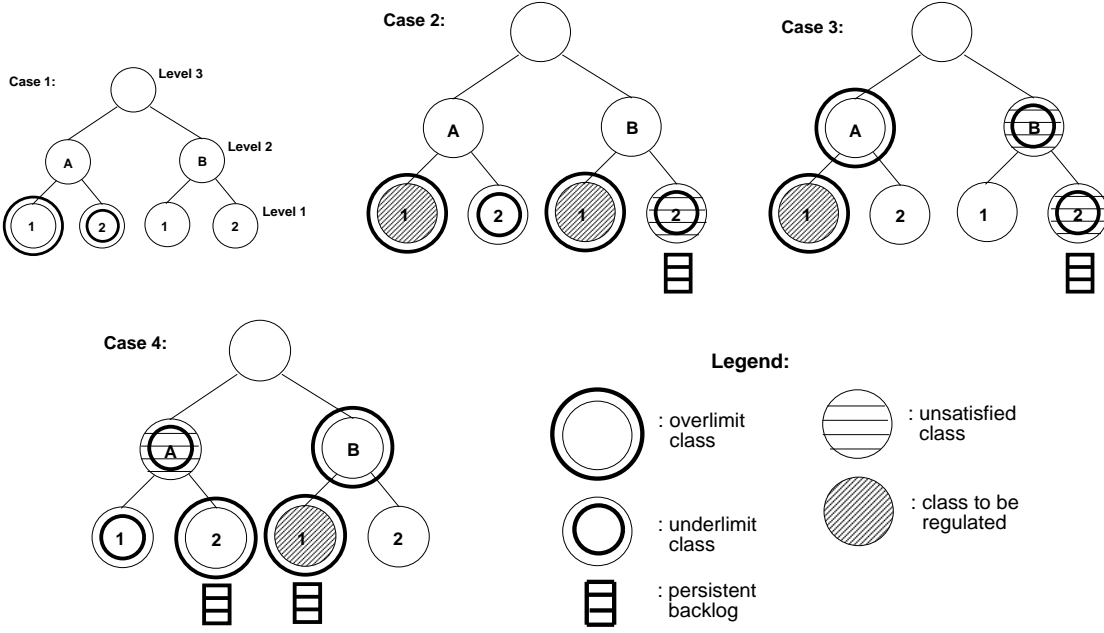 Case 1:
Level 3
A
B
Level 2
1
2
1
2
Level 1
Case 2:
A
B
1
2
1
2
Case 3:
A
B
1
2
1
2
Case 4:
A
B
1
2
1
2
Legend:
: overlimit
class
: underlimit
class
: persistent
backlog
: unsatisfied
class
: class to be
regulated